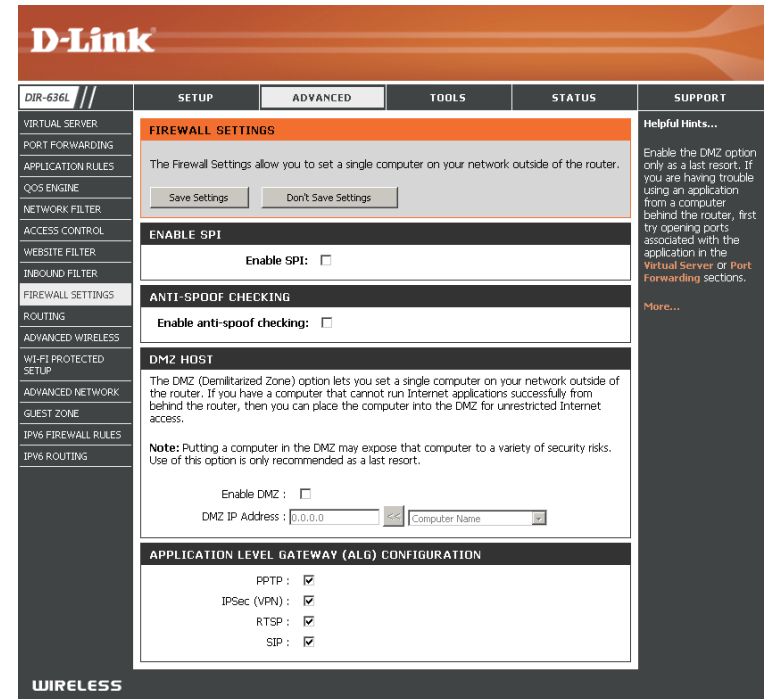 D-Link
DIR-636L
SETUP
ADVANCED
TOOLS
STATUS
SUPPORT
VIRTUAL SERVER
PORT FORWARDING
APPLICATION RULES
QOS ENGINE
NETWORK FILTER
ACCESS CONTROL
WEBSITE FILTER
INBOUND FILTER
FIREWALL SETTINGS
ROUTING
ADVANCED WIRELESS
WI-FI PROTECTED
SETUP
ADVANCED NETWORK
GUEST ZONE
IPV6 FIREWALL RULES
IPV6 ROUTING
FIREWALL SETTINGS
The Firewall Settings allow you to set a single computer on your network outside of the router.
Save Settings
Don't Save Settings
ENABLE SPI
Enable SPI:
ANTI-SPOOF CHECKING
Enable anti-spoof checking:
DMZ HOST
The DMZ (Demilitarized Zone) option lets you set a single computer on your network outside of
the router. If you have a computer that cannot run Internet applications successfully from
behind the router, then you can place the computer into the DMZ for unrestricted Internet
access.
Note: Putting a computer in the DMZ may expose that computer to a variety of security risks.
Use of this option is only recommended as a last resort.
Enable DMZ :
DMZ IP Address : 0.0.0.0 << Computer Name
APPLICATION LEVEL GATEWAY (ALG) CONFIGURATION
PPTP :
IPSec (VPN) :
RTSP :
SIP :
Helpful Hints...
Enable the DMZ option
only as a last resort. If
you are having trouble
using an application
from a computer
behind the router, first
try opening ports
associated with the
application in the
Virtual Server or Port
Forwarding sections.
More...
WIRELESS